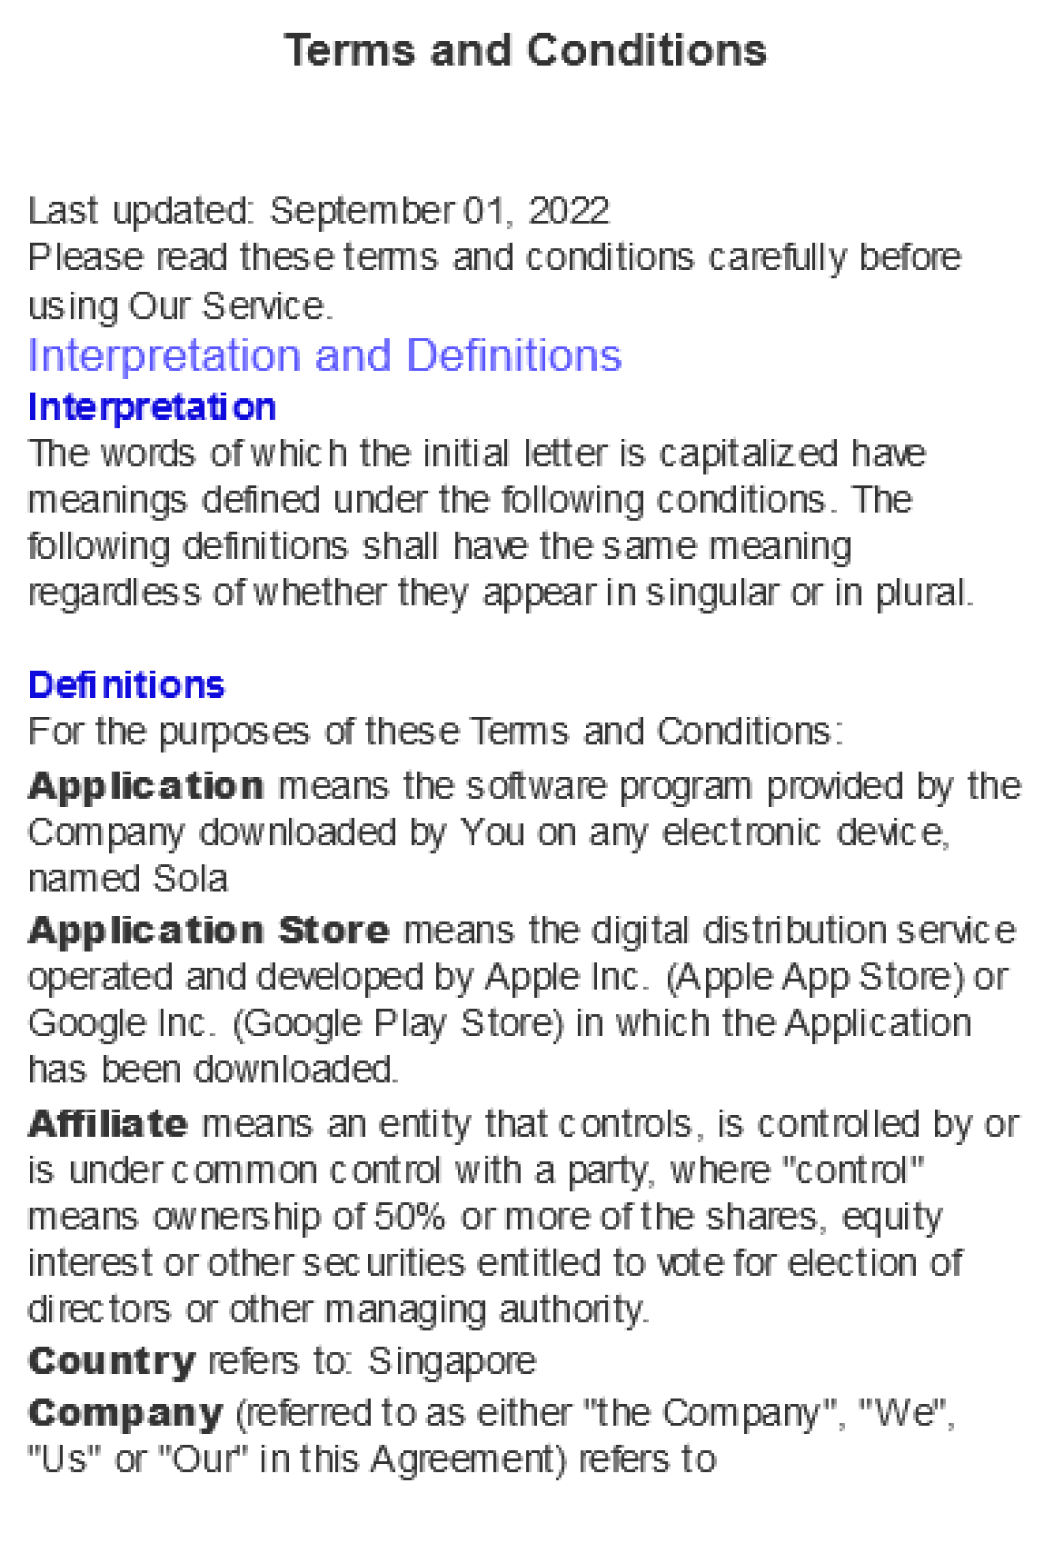 Terms and Conditions
Last updated: September 01, 2022
Please read these terms and conditions carefully before
using Our Service.
Interpretation and Definitions
Interpretation
The words of which the initial letter is capitalized have
meanings defined under the following conditions. The
following definitions shall have the same meaning
regardless of whether they appear in singular or in plural.
Definitions
For the purposes of these Terms and Conditions:
Application means the software program provided by the
Company downloaded by You on any electronic device,
named Sola
Application Store means the digital distribution service
operated and developed by Apple Inc. (Apple App Store) or
Google Inc. (Google Play Store) in which the Application
has been downloaded.
Affiliate means an entity that controls, is controlled by or
is under common control with a party, where "control"
means ownership of 50% or more of the shares, equity
interest or other securities entitled to vote for election of
directors or other managing authority.
Country refers to: Singapore
Company (referred to as either "the Company", "We",
"Us" or "Our" in this Agreement) refers to